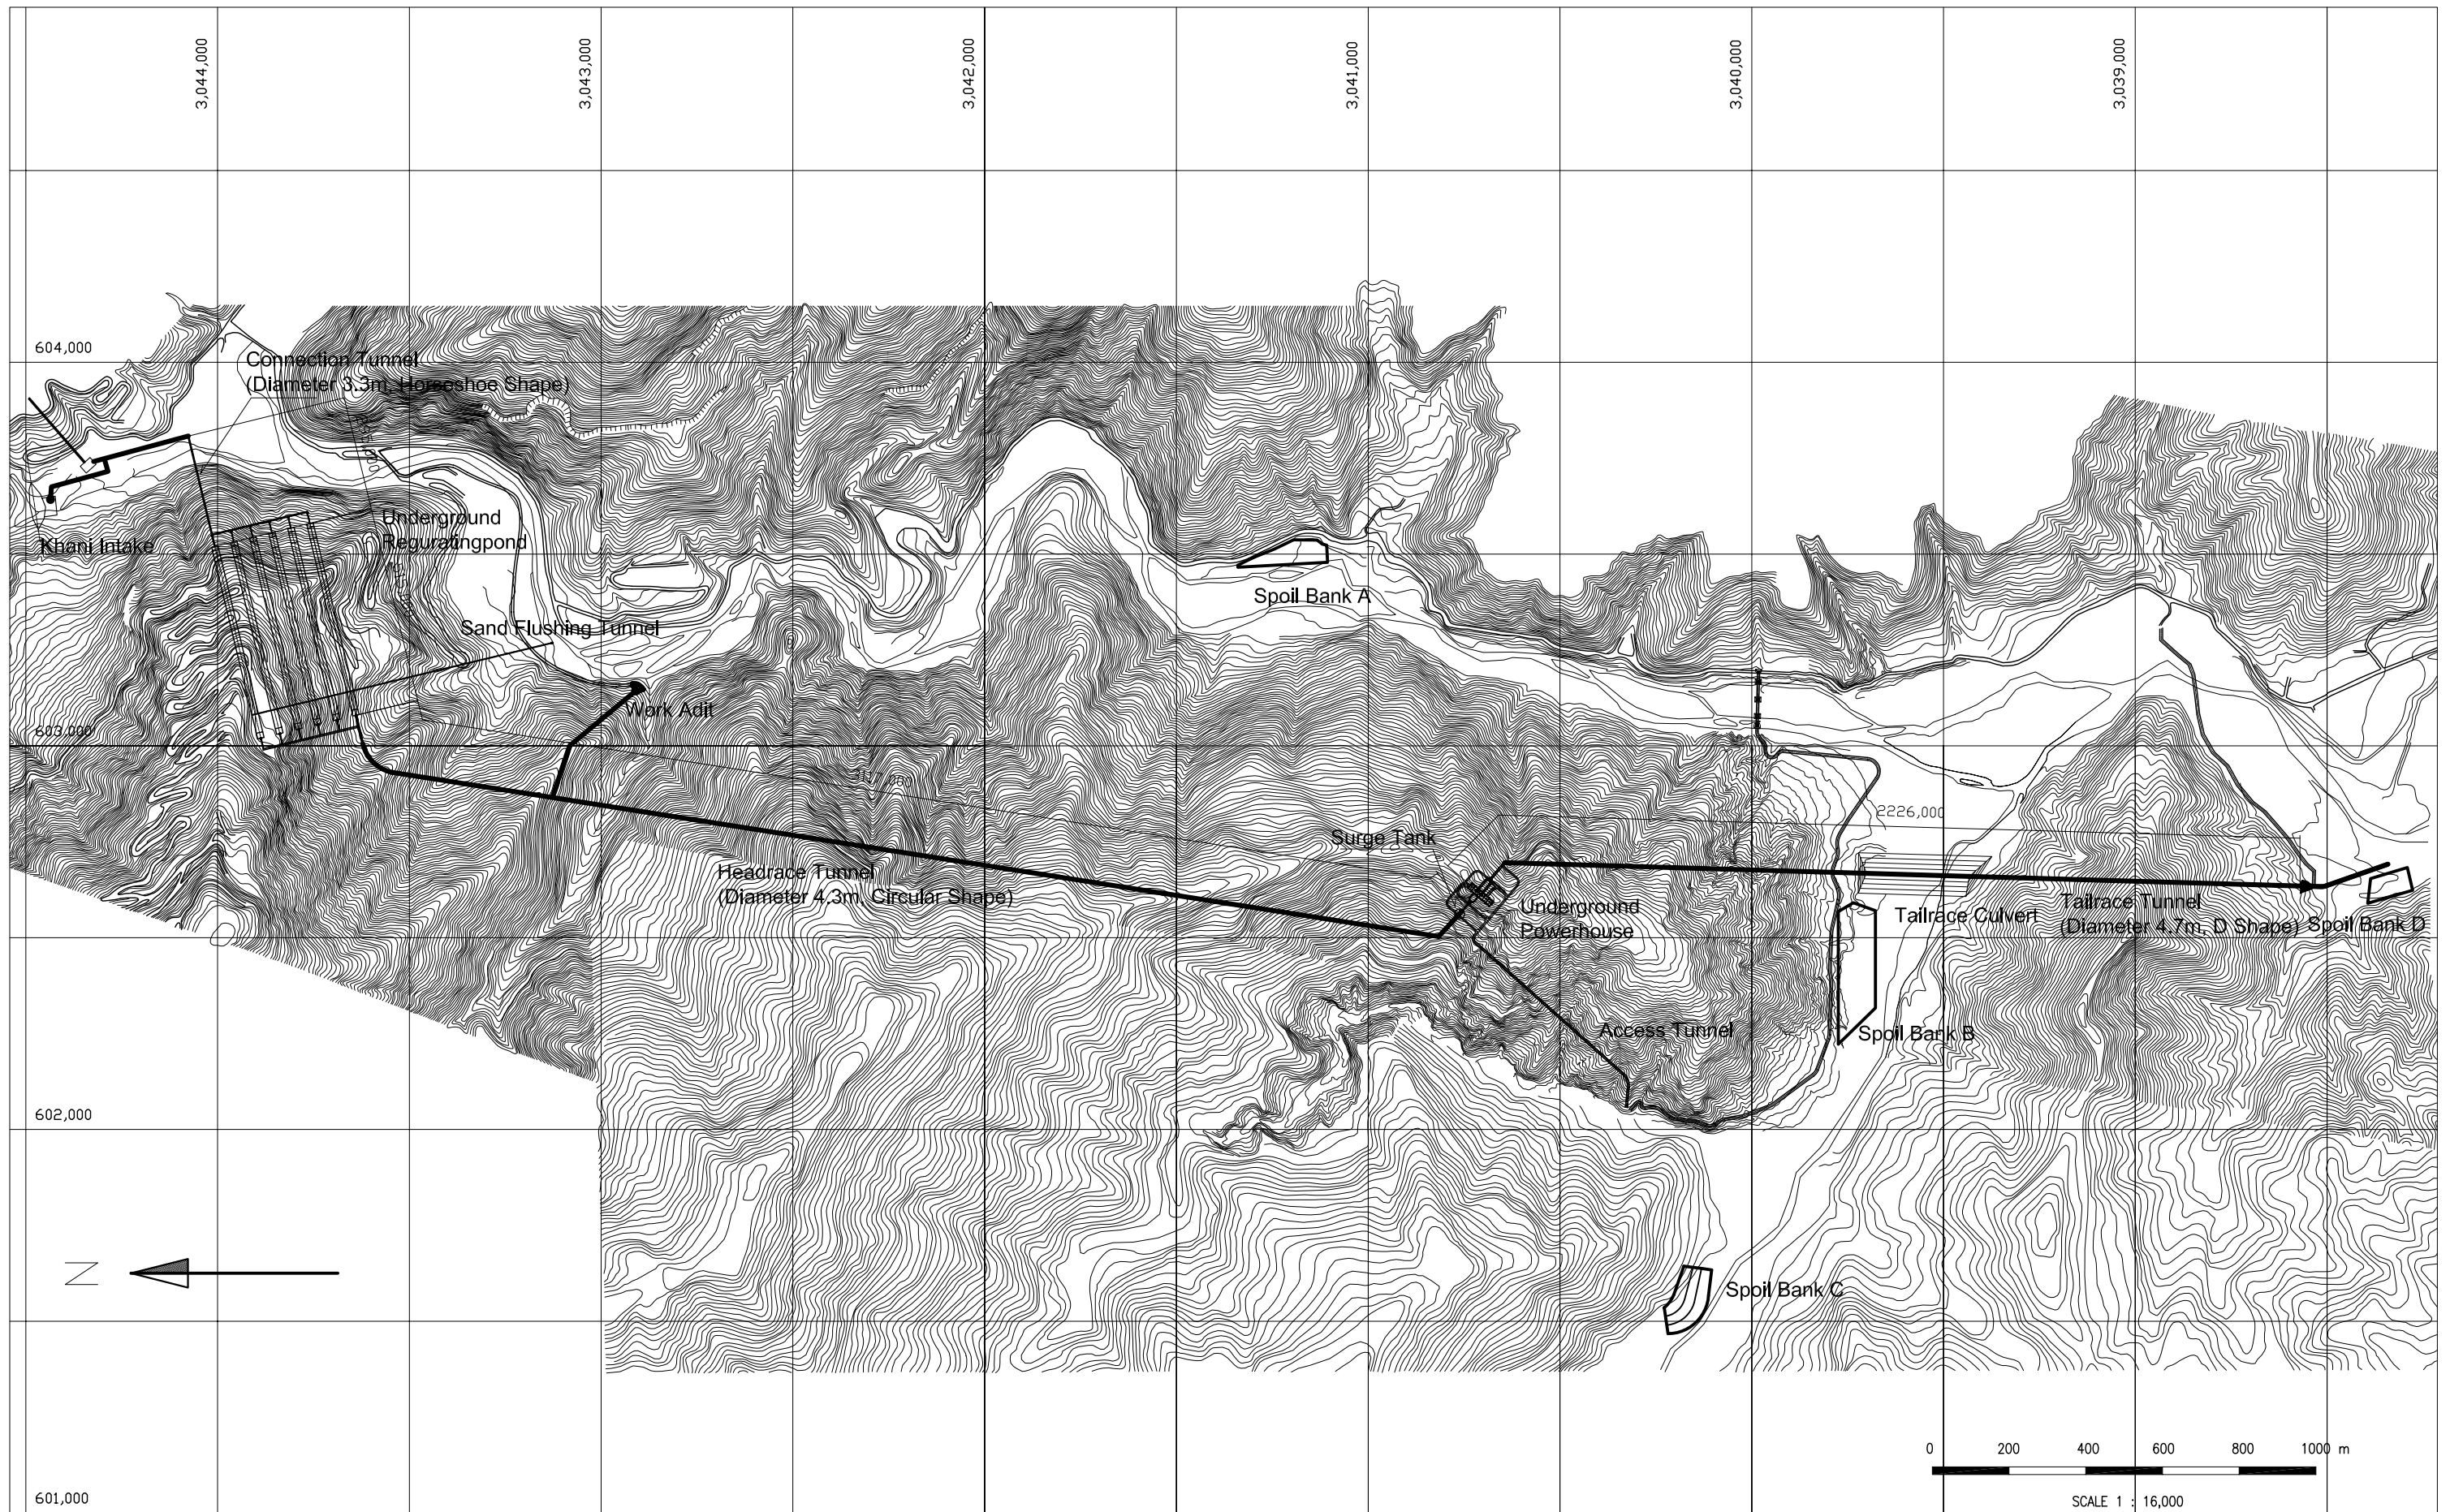 3,044,000
3,043,000
3,042,000
3,041,000
3,040,000
3,039,000
604,000
Connection Tunnel
(Diameter 3.3m, Horseshoe Shape)
Underground
Reguratingpond
Khani Intake
Spoil Bank A
Sand Flushing Tunnel
Work Adit
603,000
2226,000
Surge Tank
Headrace Tunnel
(Diameter 4.3m, Circular Shape)
Underground
Powerhouse
Tailrace Culvert
Tailrace Tunnel
(Diameter 4.7m, D Shape)
Spoil Bank D
Access Tunnel
Spoil Bank B
602,000
N
Spoil Bank C
0 200 400 600 800 1000 m
601,000
SCALE 1 : 16,000